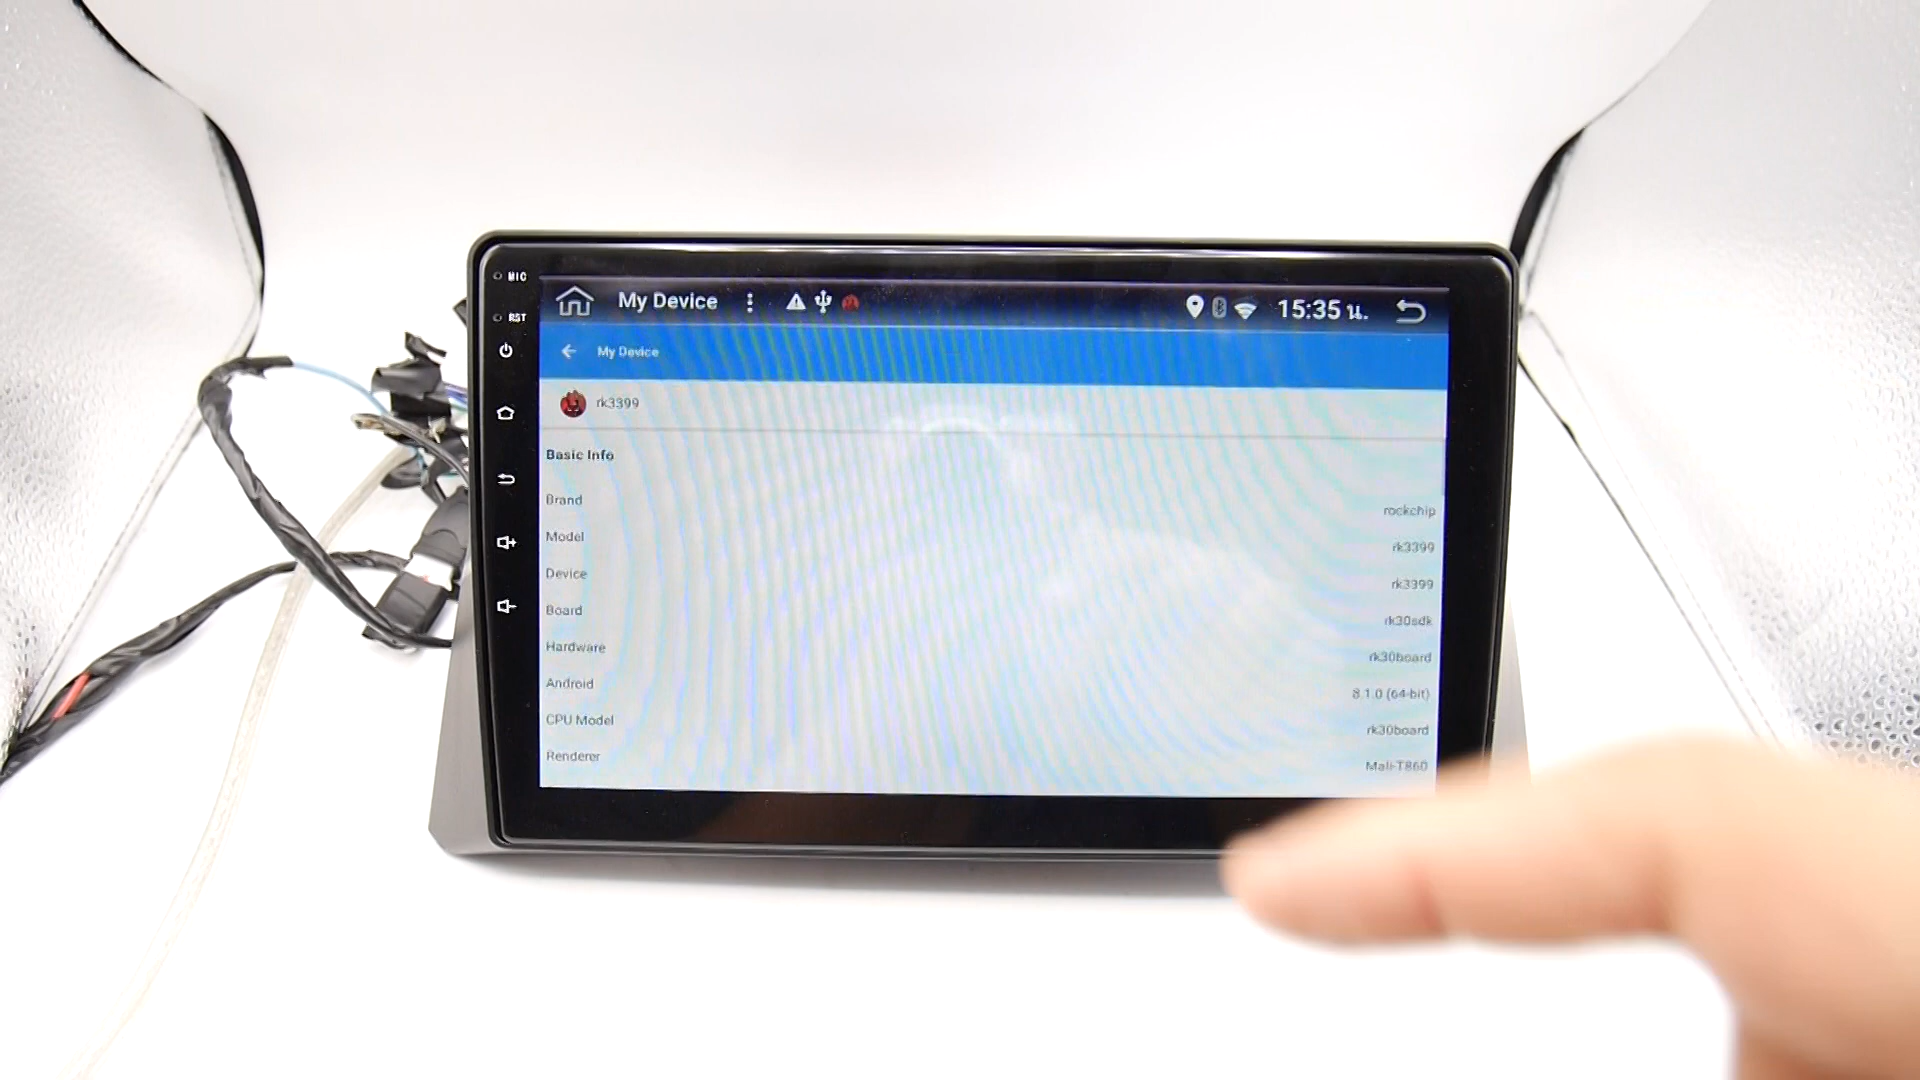 MIC
RST
My Device
15:35 น.
My Device
rk3399
Basic Info
Brand rockchip
Model rk3399
Device rk3399
Board rk30sdk
Hardware rk30board
Android 8.1.0 (64-bit)
CPU Model rk30board
Renderer Mali-T860